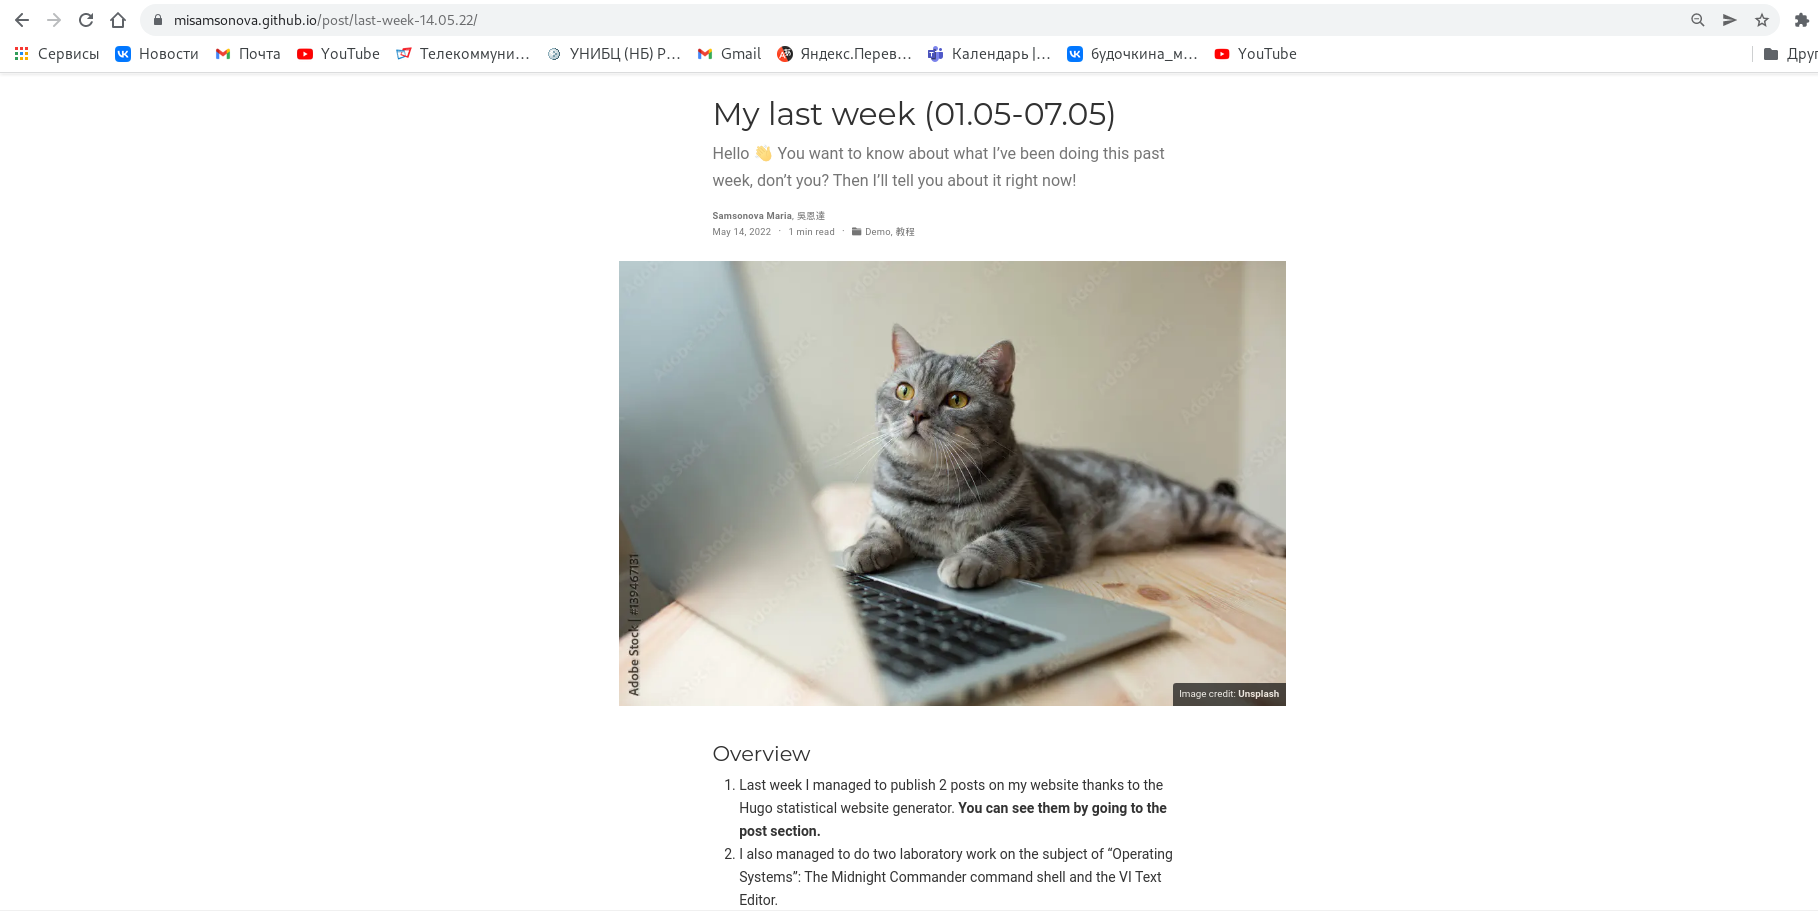 misamsonova.github.io/post/last-week-14.05.22/
Сервисы Новости Почта YouTube Телекоммуни... УНИБЦ (НБ) Р... Gmail Яндекс.Перев... Календарь |... будочкина_м... YouTube Друг
My last week (01.05-07.05)
Hello 👋 You want to know about what I’ve been doing this past
week, don’t you? Then I’ll tell you about it right now!
Samsonova Maria, 吳恩達
May 14, 2022 · 1 min read · Demo, 教程
Adobe Stock | #139467131
Image credit: Unsplash
Overview
1. Last week I managed to publish 2 posts on my website thanks to the
Hugo statistical website generator. You can see them by going to the
post section.
2. I also managed to do two laboratory work on the subject of “Operating
Systems”: The Midnight Commander command shell and the VI Text
Editor.